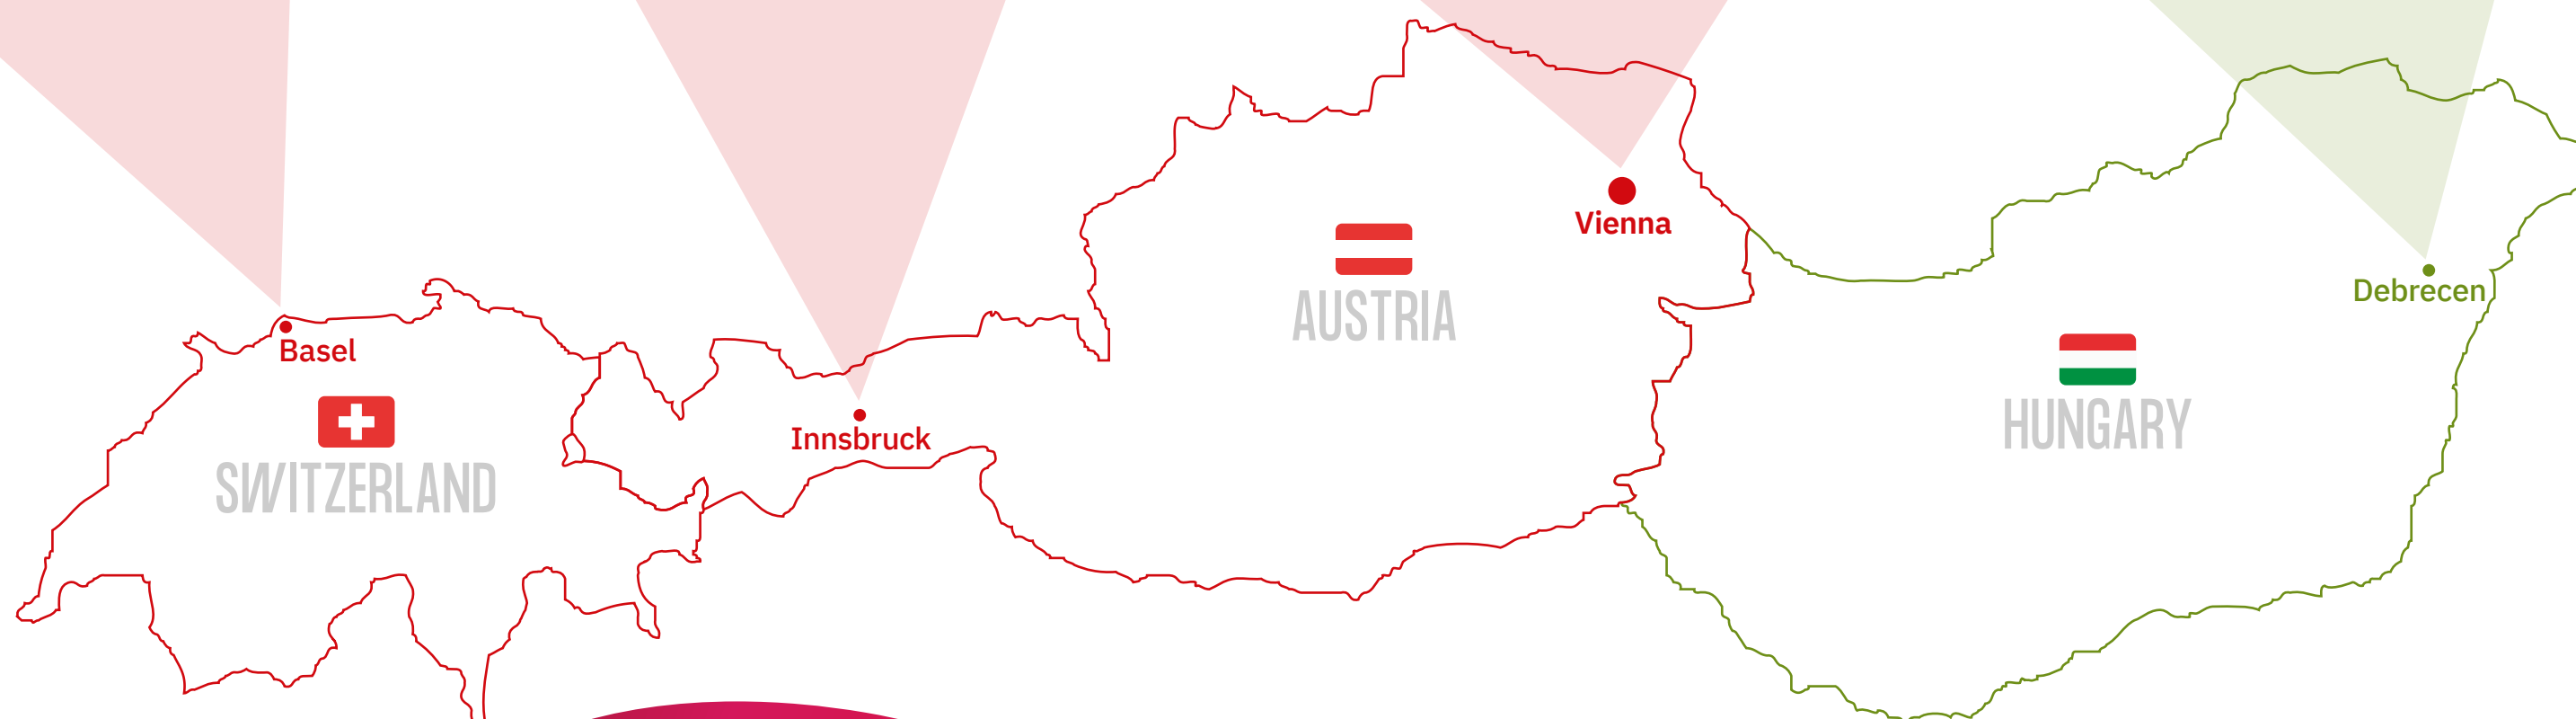 Vienna
AUSTRIA
Debrecen
Basel
Innsbruck
HUNGARY
SWITZERLAND